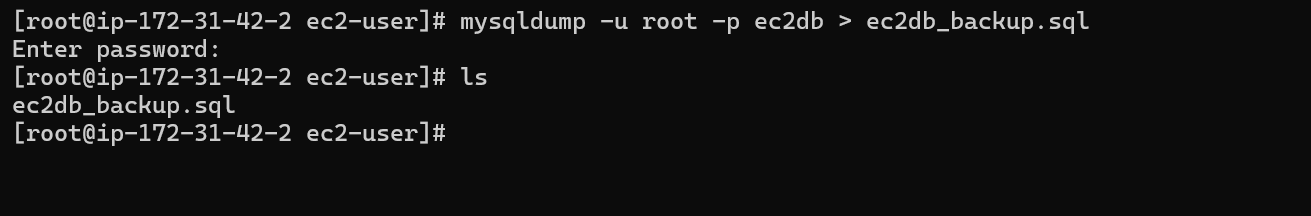 [root@ip-172-31-42-2 ec2-user]# mysqldump -u root -p ec2db > ec2db_backup.sql
Enter password:
[root@ip-172-31-42-2 ec2-user]# ls
ec2db_backup.sql
[root@ip-172-31-42-2 ec2-user]#